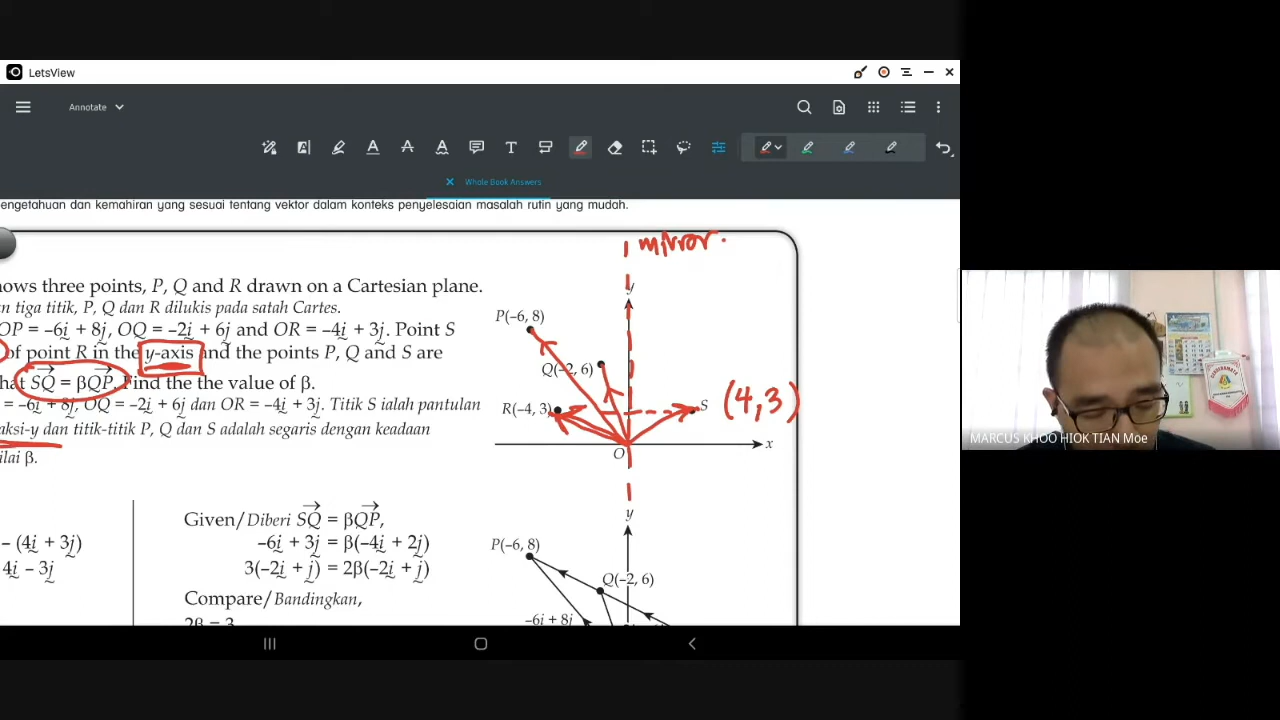 LetsView
Annotate
Whole Book Answers
engetahuan dan kemahiran yang sesuai tentang vektor dalam konteks penyelesaian masalah rutin yang mudah.
mirror.
ows three points, P, Q and R drawn on a Cartesian plane.
n tiga titik, P, Q dan R dilukis pada satah Cartes.
OP = -6i + 8j, OQ = -2i + 6j and OR = -4i + 3j. Point S
of point R in the y-axis and the points P, Q and S are
hat SQ = βQP. Find the the value of β.
= -6i + 8j, OQ = -2i + 6j dan OR = -4i + 3j. Titik S ialah pantulan
aksi-y dan titik-titik P, Q dan S adalah segaris dengan keadaan
ilai β.
y
P(-6, 8)
Q(-2, 6)
R(-4, 3)
S (4,3)
O
x
– (4i + 3j)
4i – 3j
Given/Diberi SQ = βQP,
-6i + 3j = β(-4i + 2j)
3(-2i + j) = 2β(-2i + j)
Compare/Bandingkan,
2β = 3
y
P(-6, 8)
Q(-2, 6)
-6i + 8j
MARCUS KHOO HIOK TIAN Moe